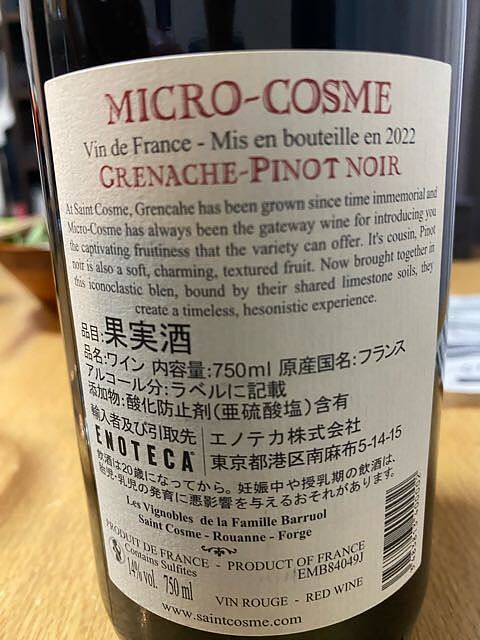 MICRO-COSME
Vin de France - Mis en bouteille en 2022
GRENACHE-PINOT NOIR
At Saint Cosme, Grencahe has been grown since time immemorial and
Micro-Cosme has always been the gateway wine for introducing you
the captivating fruitiness that the variety can offer. It's cousin, Pinot
noir is also a soft, charming, textured fruit. Now brought together in
this iconoclastic blen, bound by their shared limestone soils, they
create a timeless, hesonistic experience.
品目:果実酒
品名:ワイン 内容量:750ml 原産国名:フランス
アルコール分:ラベルに記載
添加物:酸化防止剤(亜硫酸塩)含有
輸入者及び引取先 エノテカ株式会社
ENOTECA 東京都港区南麻布5-14-15
飲酒は20歳になってから。妊娠中や授乳期の飲酒は、
胎児・乳児の発育に悪影響を与えるおそれがあります。
Les Vignobles de la Famille Barruol
Saint Cosme - Rouanne - Forge
PRODUIT DE FRANCE - PRODUCT OF FRANCE
Contains Sulfites
EMB84049J
14% vol. 750 ml
VIN ROUGE - RED WINE
www.saintcosme.com